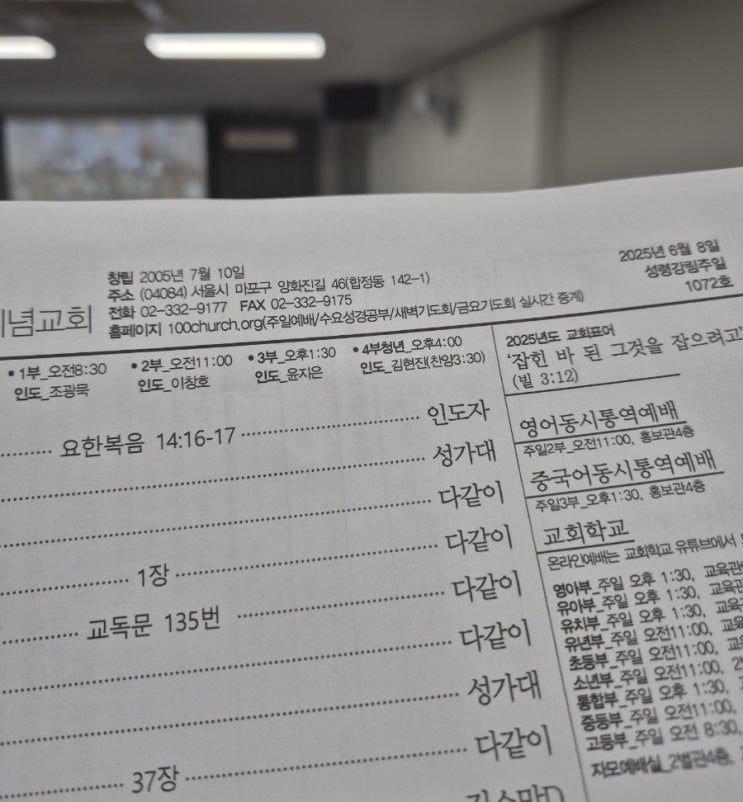 창립 2005년 7월 10일
주소 (04084) 서울시 마포구 양화진길 46(합정동 142-1)
전화 02-332-9177 FAX 02-332-9175
홈페이지 100church.org(주일예배/수요성경공부/새벽기도회/금요기도회 실시간 중계)
념교회
2025년 6월 8일
성령강림주일
1072호
• 1부_오전8:30 • 2부_오전11:00 • 3부_오후1:30 • 4부청년_오후4:00
인도_조광묵 인도_이창호 인도_윤지은 인도_김현진(찬양3:30)
요한복음 14:16-17 인도자
성가대
다같이
1장 다같이
교독문 135번 다같이
다같이
성가대
37장 다같이
2025년도 교회표어
‘잡힌 바 된 그것을 잡으려고’
(빌 3:12)
영어동시통역예배
주일2부_오전11:00, 홍보관4층
중국어동시통역예배
주일3부_오후1:30, 홍보관4층
교회학교
온라인예배는 교회학교 유튜브에서
영아부_주일 오후 1:30, 교육관
유아부_주일 오후 1:30, 교육관
유치부_주일 오후 1:30, 교육
유년부_주일 오전11:00, 교육
초등부_주일 오전11:00, 교
소년부_주일 오전11:00, 2
통합부_주일 오후 1:30,
중등부_주일 오전11:00,
고등부_주일 오전 8:30,
자모예배실_2별관4층,